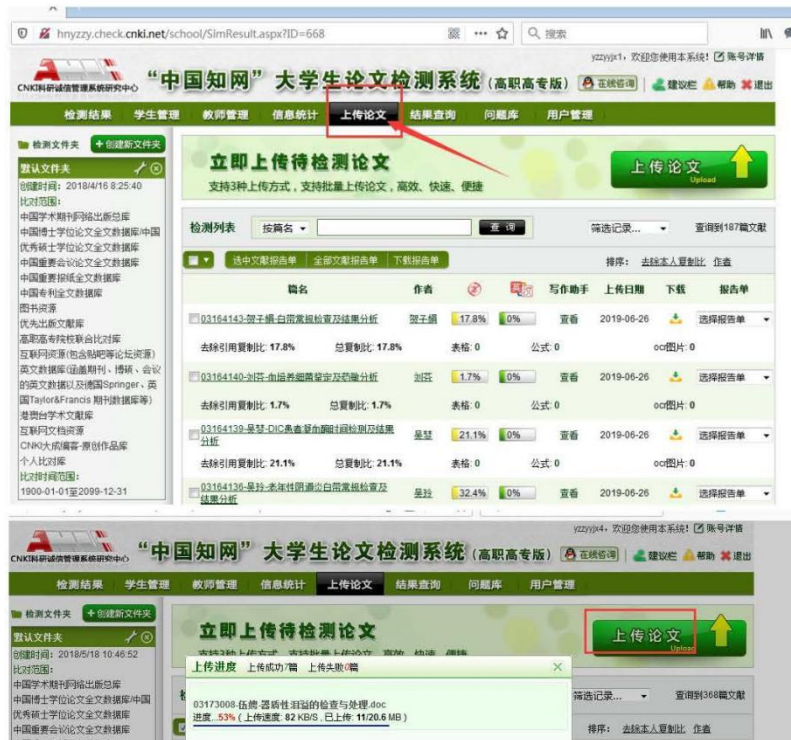 hnyzzy.check.cnki.net/school/SimResult.aspx?ID=668
搜索
yzzyyjx1，欢迎您使用本系统! 账号详情
CNKI科研诚信管理系统研究中心 “中国知网”大学生论文检测系统(高职高专版) 在线咨询 建议栏 帮助 退出
检测结果 学生管理 教师管理 信息统计 上传论文 结果查询 问题库 用户管理
检测文件夹 +创建新文件夹
默认文件夹
创建时间: 2018/4/16 8:25:40
比对范围:
中国学术期刊网络出版总库
中国博士学位论文全文数据库/中国
优秀硕士学位论文全文数据库
中国重要会议论文全文数据库
中国重要报纸全文数据库
中国专利全文数据库
图书资源
优先出版文献库
高职高专院校联合比对库
互联网资源(包含贴吧等论坛资源)
英文数据库(涵盖期刊、博硕、会议
的英文数据以及德国Springer、英
国Taylor&Francis 期刊数据库等)
港澳台学术文献库
互联网文档资源
CNKI大成编客-原创作品库
个人比对库
比对时间范围:
1900-01-01至2099-12-31
立即上传待检测论文
支持3种上传方式，支持批量上传论文，高效、快速、便捷
上传论文
Upload
检测列表 按篇名 查询 筛选记录... 查询到187篇文献
选中文献报告单 全部文献报告单 下载报告单 排序: 去除本人复制比 作者
篇名 作者 写作助手 上传日期 下载 报告单
03164143-贺子娟-白带常规检查及结果分析 贺子娟 17.8% 0% 查看 2019-06-26 选择报告单
去除引用复制比: 17.8% 总复制比: 17.8% 表格: 0 公式: 0 ocr图片: 0
03164140-刘芬-血培养细菌鉴定及药敏分析 刘芬 1.7% 0% 查看 2019-06-26 选择报告单
去除引用复制比: 1.7% 总复制比: 1.7% 表格: 0 公式: 0 ocr图片: 0
03164139-吴慧-DIC患者凝血酶时间检测及结果
分析 21.1% 0% 查看 2019-06-26 选择报告单
去除引用复制比: 21.1% 总复制比: 21.1% 表格: 0 公式: 0 ocr图片: 0
03164136-吴玲-老年性阴道炎白带常规检查及
结果分析 吴玲 32.4% 0% 查看 2019-06-26 选择报告单
yzzyyjx4，欢迎您使用本系统! 账号详情
CNKI科研诚信管理系统研究中心 “中国知网”大学生论文检测系统(高职高专版) 在线咨询 建议栏 帮助 退出
检测结果 学生管理 教师管理 信息统计 上传论文 结果查询 问题库 用户管理
检测文件夹 +创建新文件夹
默认文件夹
创建时间: 2018/5/18 10:46:52
比对范围:
中国学术期刊网络出版总库
中国博士学位论文全文数据库/中国
优秀硕士学位论文全文数据库
中国重要会议论文全文数据库
立即上传待检测论文
支持3种上传方式，支持批量上传论文，高效、快速、便捷
上传论文
Upload
上传进度 上传成功7篇 上传失败0篇
筛选记录... 查询到368篇文献
03173008-伍娉-器质性泪溢的检查与处理.doc
进度...53% ( 上传速度: 82 KB/S , 已上传: 11/20.6 MB )
排序: 去除本人复制比 作者